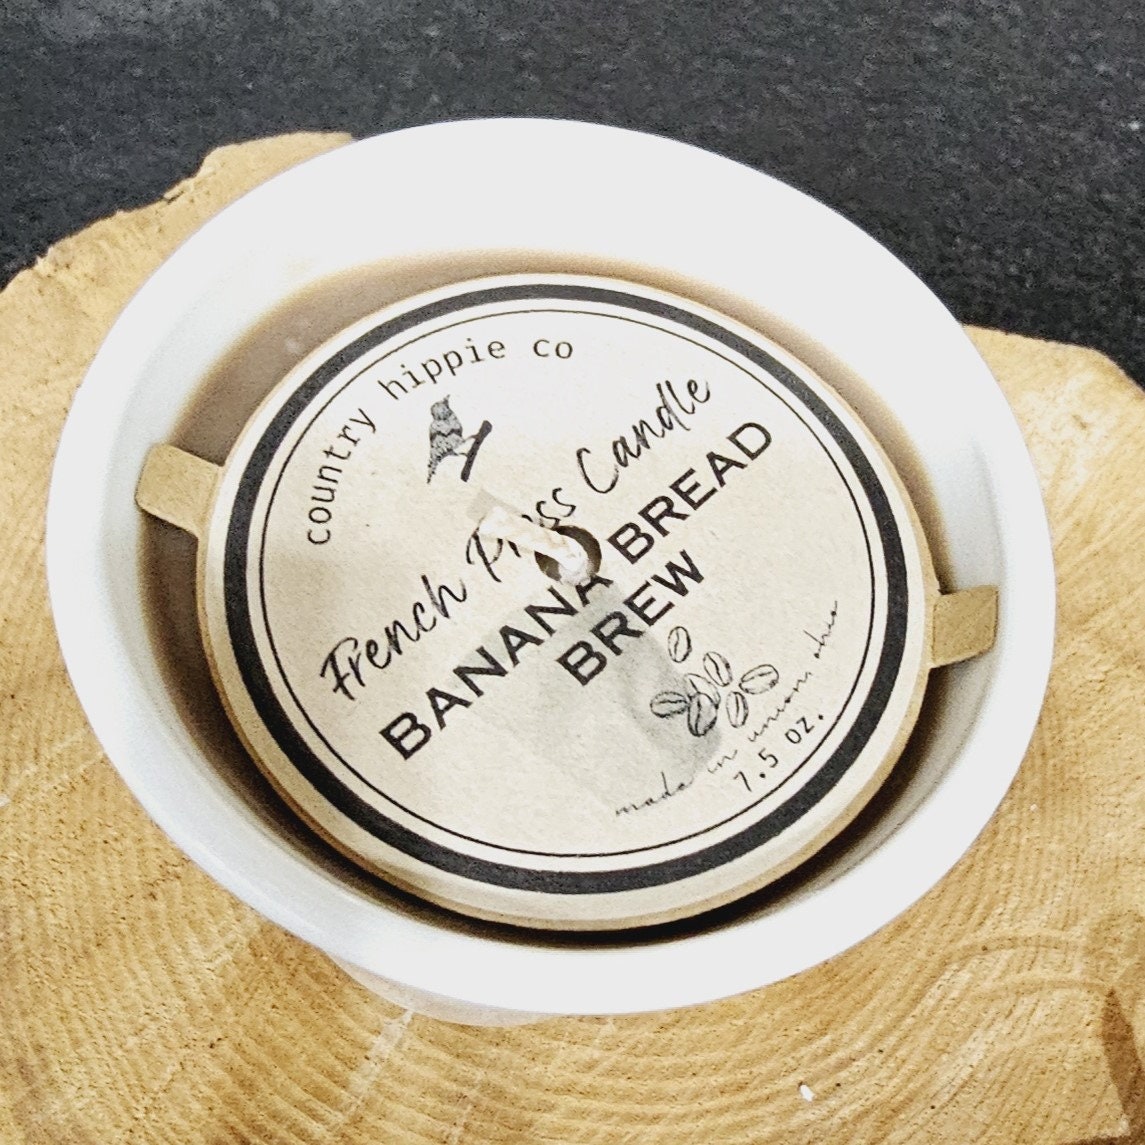 country hippie co
French Press Candle
BANANA BREAD
BREW
made in union, ohio
7.5 oz.